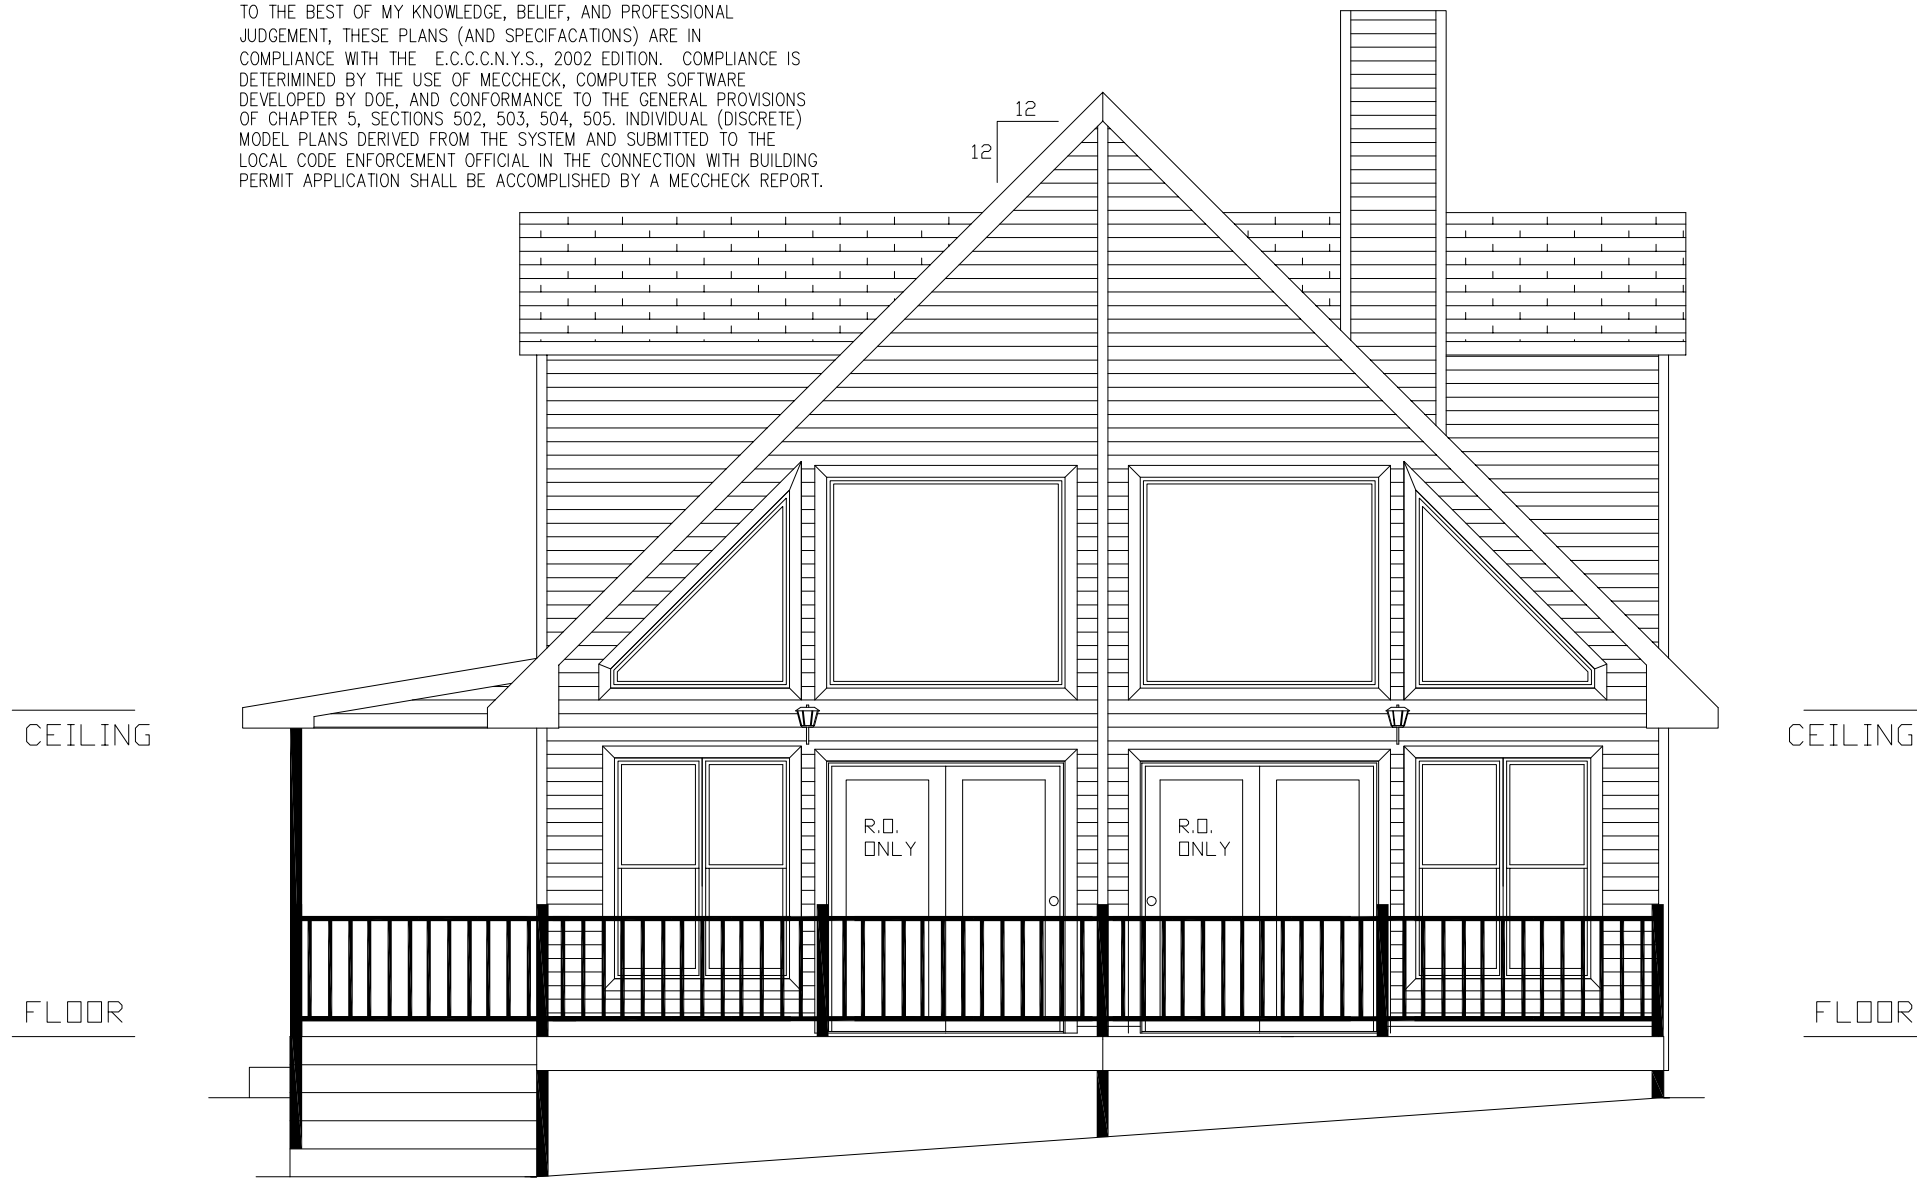 TO THE BEST OF MY KNOWLEDGE, BELIEF, AND PROFESSIONAL
JUDGEMENT, THESE PLANS (AND SPECIFACATIONS) ARE IN
COMPLIANCE WITH THE E.C.C.C.N.Y.S., 2002 EDITION. COMPLIANCE IS
DETERIMINED BY THE USE OF MECCHECK, COMPUTER SOFTWARE
DEVELOPED BY DOE, AND CONFORMANCE TO THE GENERAL PROVISIONS
OF CHAPTER 5, SECTIONS 502, 503, 504, 505. INDIVIDUAL (DISCRETE)
MODEL PLANS DERIVED FROM THE SYSTEM AND SUBMITTED TO THE
LOCAL CODE ENFORCEMENT OFFICIAL IN THE CONNECTION WITH BUILDING
PERMIT APPLICATION SHALL BE ACCOMPLISHED BY A MECCHECK REPORT.
12
12
CEILING
CEILING
R.O.
ONLY
R.O.
ONLY
FLOOR
FLOOR